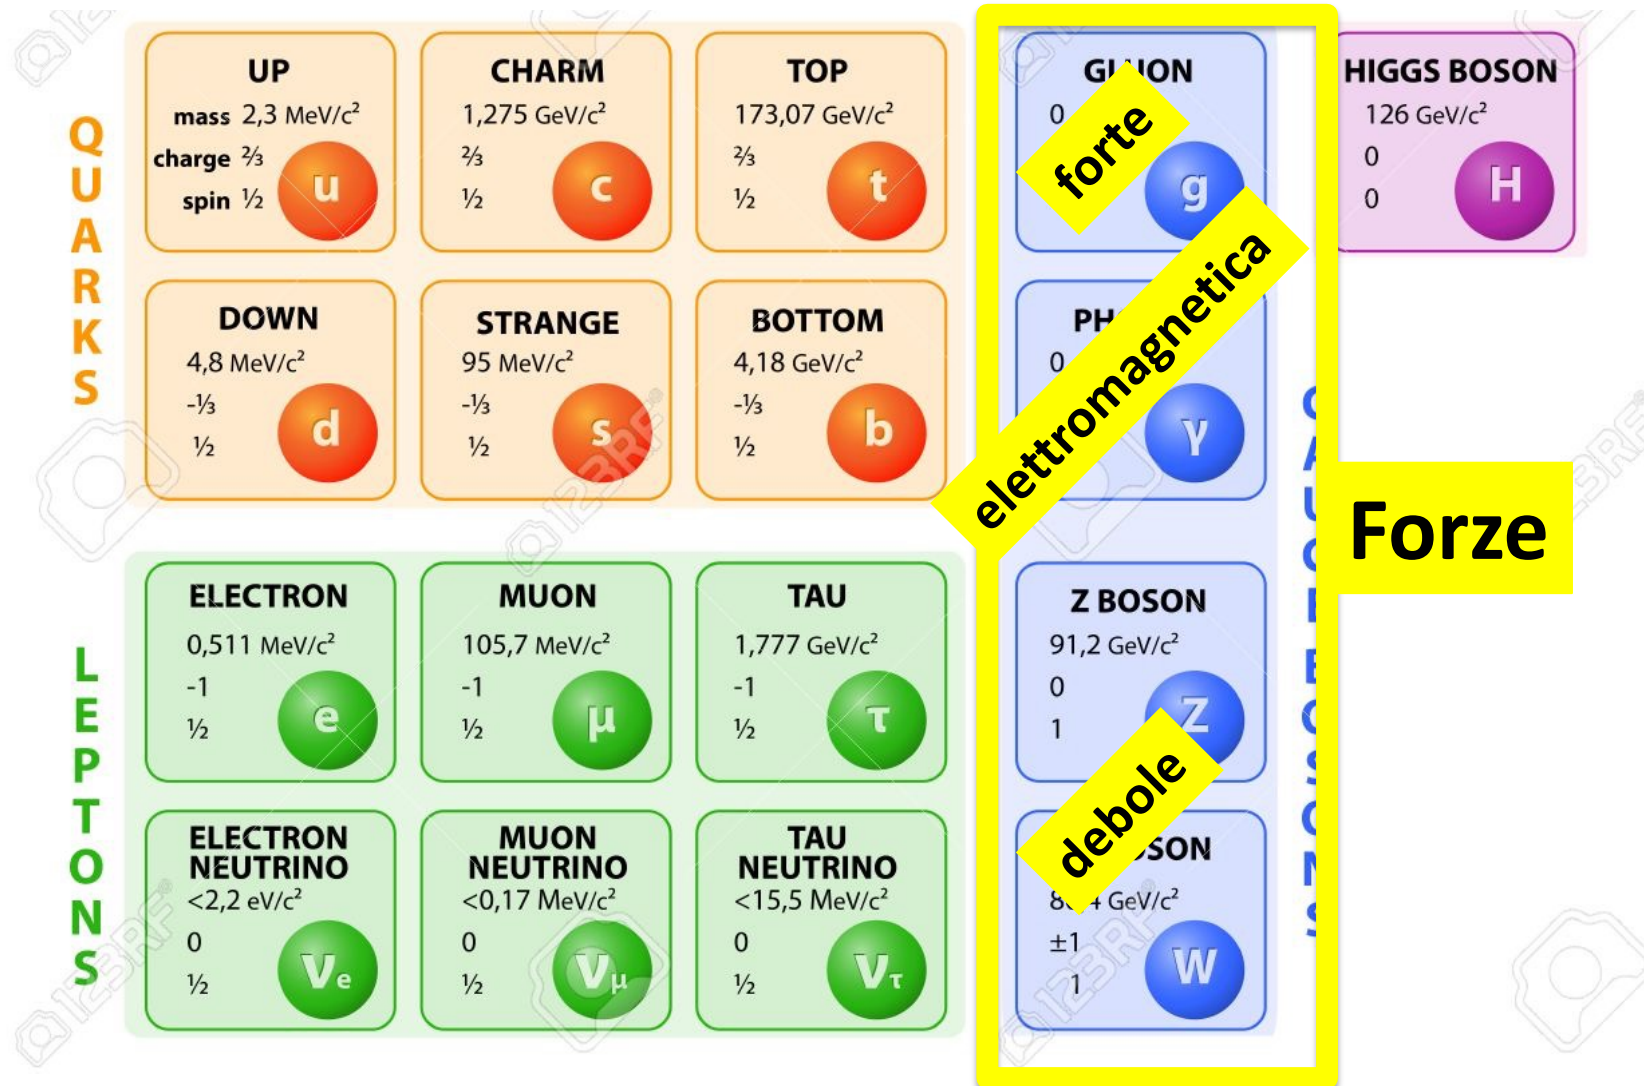 QUARKS
UP
mass 2,3 MeV/c²
charge ⅔
spin ½
u
CHARM
1,275 GeV/c²
⅔
½
c
TOP
173,07 GeV/c²
⅔
½
t
GLUON
0
forte
g
HIGGS BOSON
126 GeV/c²
0
0
H
DOWN
4,8 MeV/c²
-⅓
½
d
STRANGE
95 MeV/c²
-⅓
½
s
BOTTOM
4,18 GeV/c²
-⅓
½
b
0
elettromagnetica
γ
GAUGE BOSONS
Forze
LEPTONS
ELECTRON
0,511 MeV/c²
-1
½
e
MUON
105,7 MeV/c²
-1
½
μ
TAU
1,777 GeV/c²
-1
½
τ
Z BOSON
91,2 GeV/c²
0
1
Z
debole
ELECTRON
NEUTRINO
<2,2 eV/c²
0
½
νe
MUON
NEUTRINO
<0,17 MeV/c²
0
½
νμ
TAU
NEUTRINO
<15,5 MeV/c²
0
½
ντ
GeV/c²
±1
1
W
123RF